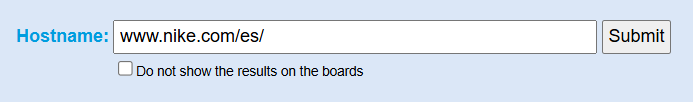 Hostname: www.nike.com/es/ Submit
Do not show the results on the boards